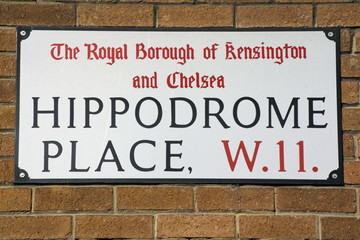 The Royal Borough of Kensington
and Chelsea
HIPPODROME
PLACE, W.11.